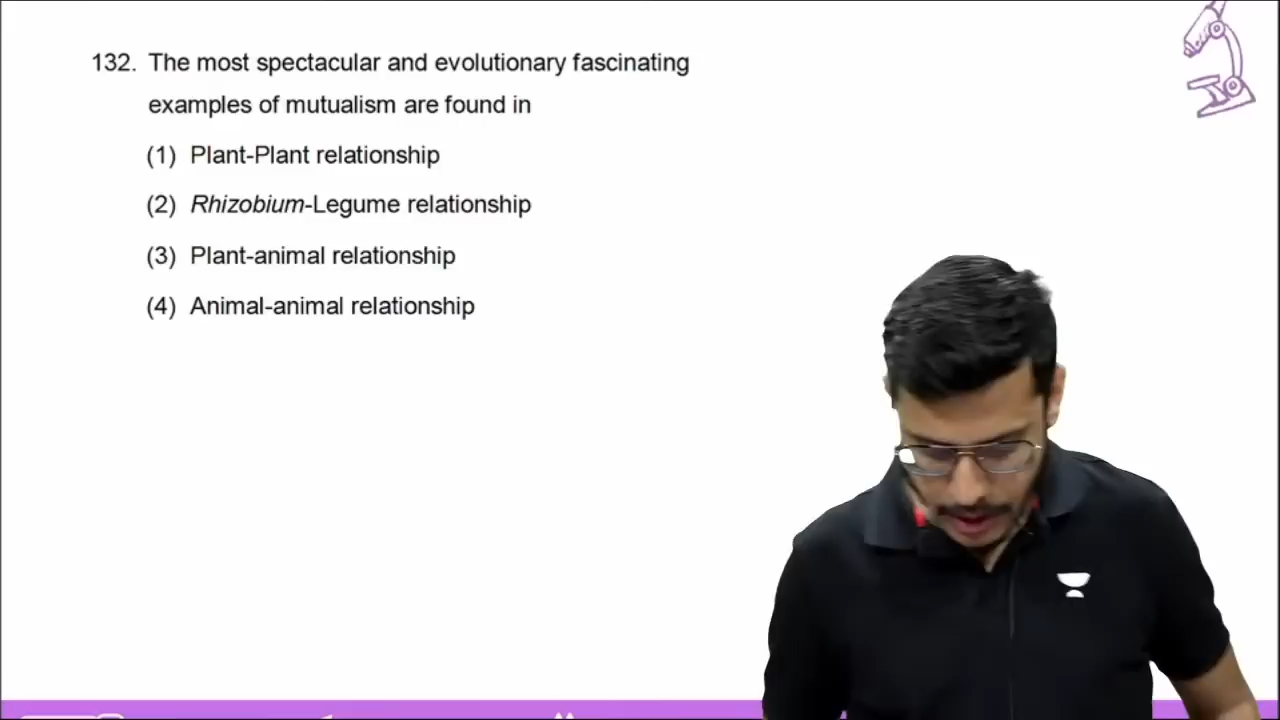 132. The most spectacular and evolutionary fascinating
examples of mutualism are found in
(1) Plant-Plant relationship
(2) Rhizobium-Legume relationship
(3) Plant-animal relationship
(4) Animal-animal relationship